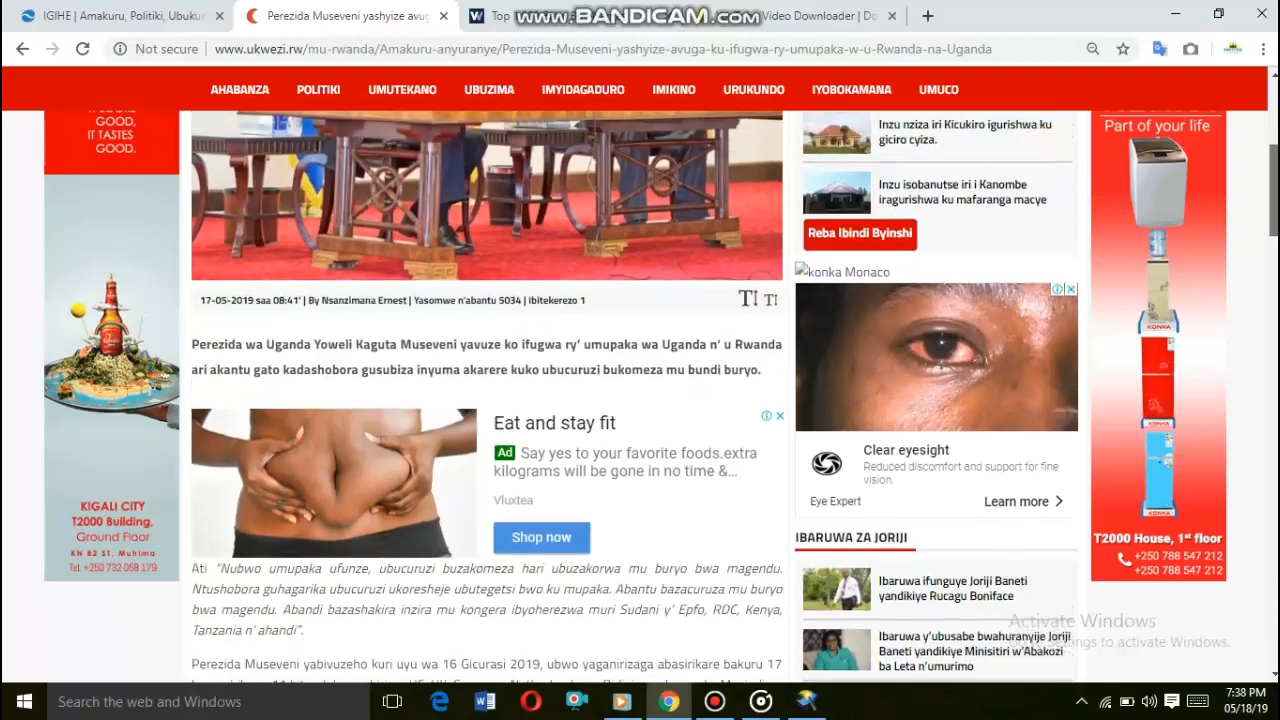 IGIHE | Amakuru, Politiki, Ubukun
Perezida Museveni yashyize avug
Top 1
www.BANDICAM.com
Video Downloader | Do
Not secure
www.ukwezi.rw/mu-rwanda/Amakuru-anyuranye/Perezida-Museveni-yashyize-avuga-ku-ifugwa-ry-umupaka-w-u-Rwanda-na-Uganda
AHABANZA POLITIKI UMUTEKANO UBUZIMA IMYIDAGADURO IMIKINO URUKUNDO IYOBOKAMANA UMUCO
GOOD,
IT TASTES
GOOD.
KIGALI CITY
T2000 Building,
Ground Floor
KN 82 ST, Muhima
Tel: +250 732 058 179
17-05-2019 saa 08:41' | By Nsanzimana Ernest | Yasomwe n'abantu 5034 | Ibitekerezo 1
Perezida wa Uganda Yoweli Kaguta Museveni yavuze ko ifugwa ry' umupaka wa Uganda n' u Rwanda
ari akantu gato kadashobora gusubiza inyuma akarere kuko ubucuruzi bukomeza mu bundi buryo.
Eat and stay fit
Ad Say yes to your favorite foods.extra
kilograms will be gone in no time &...
Vluxtea
Shop now
Ati "Nubwo umupaka ufunze, ubucuruzi buzakomeza hari ubuzakorwa mu buryo bwa magendu.
Ntushobora guhagarika ubucuruzi ukoresheje ubutegetsi bwo ku mupaka. Abantu bazacuruza mu buryo
bwa magendu. Abandi bazashakira inzira mu kongera ibyoherezwa muri Sudani y' Epfo, RDC, Kenya,
Tanzania n' ahandi".
Perezida Museveni yabivuzeho kuri uyu wa 16 Gicurasi 2019, ubwo yaganirizaga abasirikare bakuru 17
Inzu nziza iri Kicukiro igurishwa ku
giciro cyiza.
Inzu isobanutse iri i Kanombe
iragurishwa ku mafaranga macye
Reba Ibindi Byinshi
konka Monaco
Clear eyesight
Reduced discomfort and support for fine
vision.
Eye Expert
Learn more
IBARUWA ZA JORIJI
Ibaruwa ifunguye Joriji Baneti
yandikiye Rucagu Boniface
Ibaruwa y'ubusabe bwahuranyije Joriji
Baneti yandikiye Minisitiri w'Abakozi
ba Leta n'umurimo
Part of your life
KONKA
T2000 House, 1st floor
+250 788 547 212
+250 788 547 212
Activate Windows
Settings to activate Windows.
Search the web and Windows
7:38 PM
05/18/19